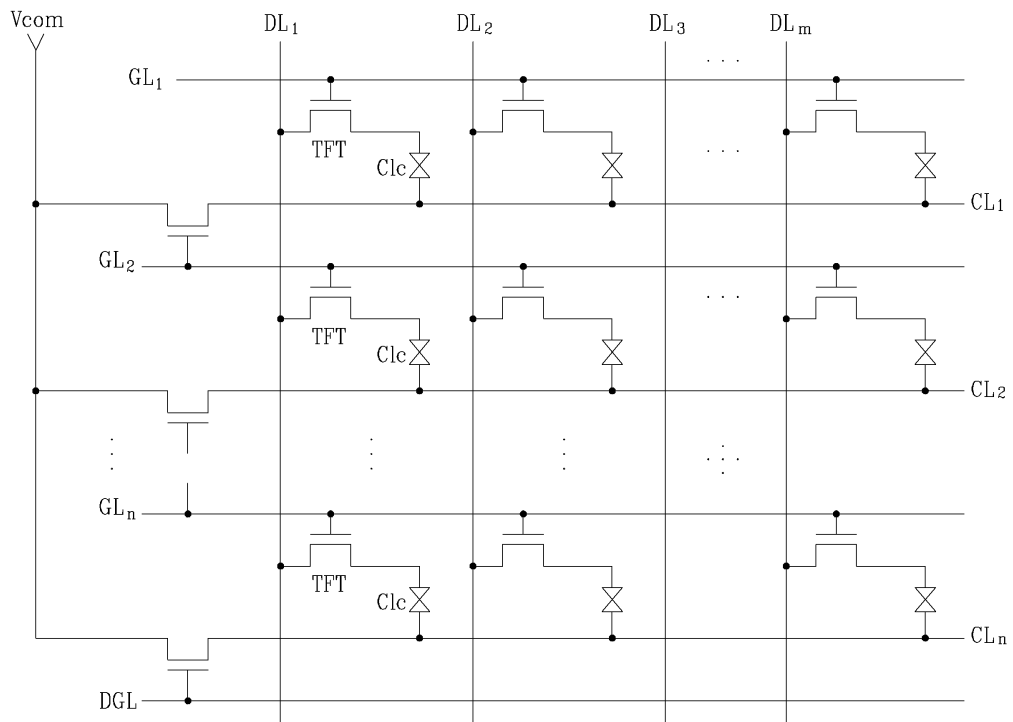 Vcom DL₁ DL₂ DL₃ DLₘ
GL₁
TFT
Clc
CL₁
GL₂
TFT
Clc
CL₂
GLₙ
TFT
Clc
CLₙ
DGL